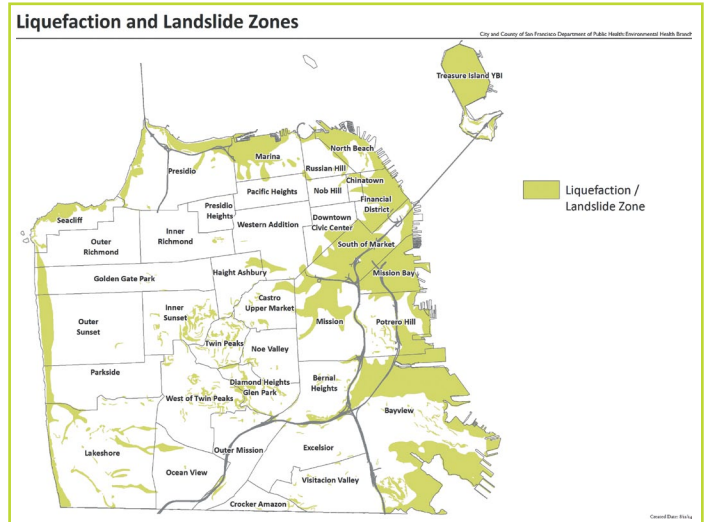 Liquefaction and Landslide Zones
City and County of San Francisco Department of Public Health: Environmental Health Branch
Treasure Island YBI
North Beach
Marina
Russian Hill
Presidio
Chinatown
Pacific Heights
Nob Hill
Financial
District
Liquefaction /
Landslide Zone
Presidio
Heights
Seacliff
Downtown
Civic Center
Western Addition
Inner
Richmond
Outer
Richmond
South of Market
Haight Ashbury
Mission Bay
Golden Gate Park
Castro
Upper Market
Inner
Sunset
Outer
Sunset
Mission
Potrero Hill
Twin Peaks
Noe Valley
Parkside
Diamond Heights
Glen Park
Bernal
Heights
West of Twin Peaks
Bayview
Lakeshore
Outer Mission
Excelsior
Ocean View
Visitacion Valley
Crocker Amazon
Created Date: